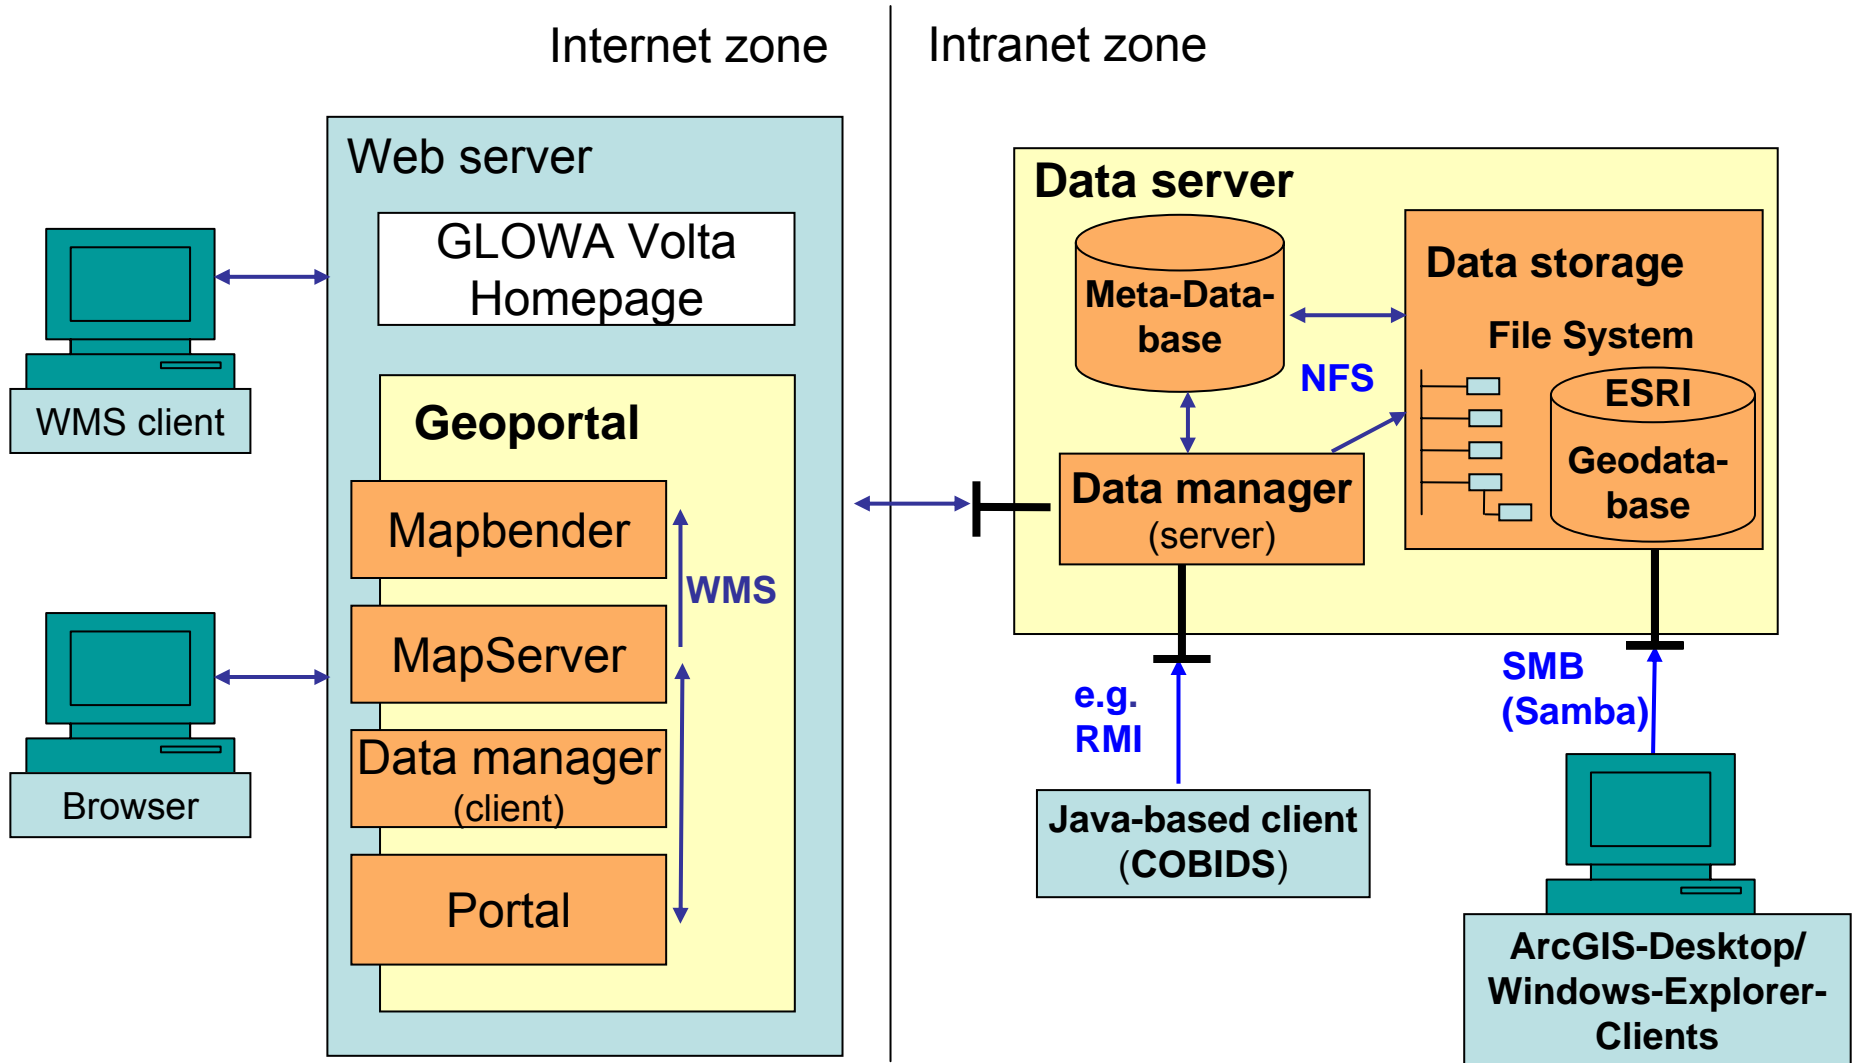 Internet zone
Intranet zone
Web server
GLOWA Volta
Homepage
Geoportal
Mapbender
WMS
MapServer
Data manager
(client)
Portal
WMS client
Browser
Data server
Meta-Data-
base
Data storage
File System
NFS
ESRI
Geodata-
base
Data manager
(server)
e.g.
RMI
SMB
(Samba)
Java-based client
(COBIDS)
ArcGIS-Desktop/
Windows-Explorer-
Clients